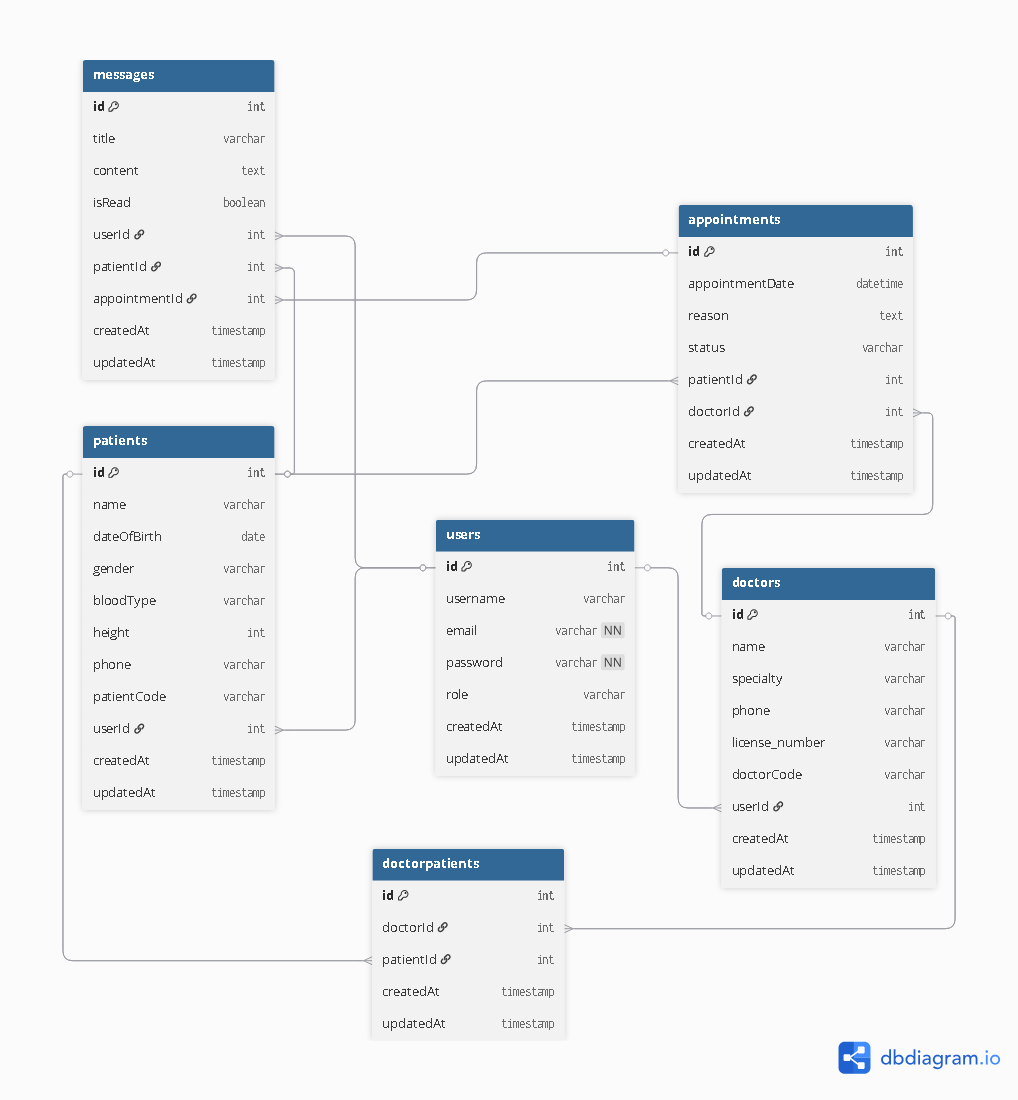 messages
id int
title varchar
content text
isRead boolean
userId int
patientId int
appointmentId int
createdAt timestamp
updatedAt timestamp
appointments
id int
appointmentDate datetime
reason text
status varchar
patientId int
doctorId int
createdAt timestamp
updatedAt timestamp
patients
id int
name varchar
dateOfBirth date
gender varchar
bloodType varchar
height int
phone varchar
patientCode varchar
userId int
createdAt timestamp
updatedAt timestamp
users
id int
username varchar
email varchar NN
password varchar NN
role varchar
createdAt timestamp
updatedAt timestamp
doctors
id int
name varchar
specialty varchar
phone varchar
license_number varchar
doctorCode varchar
userId int
createdAt timestamp
updatedAt timestamp
doctorpatients
id int
doctorId int
patientId int
createdAt timestamp
updatedAt timestamp
dbdiagram.io